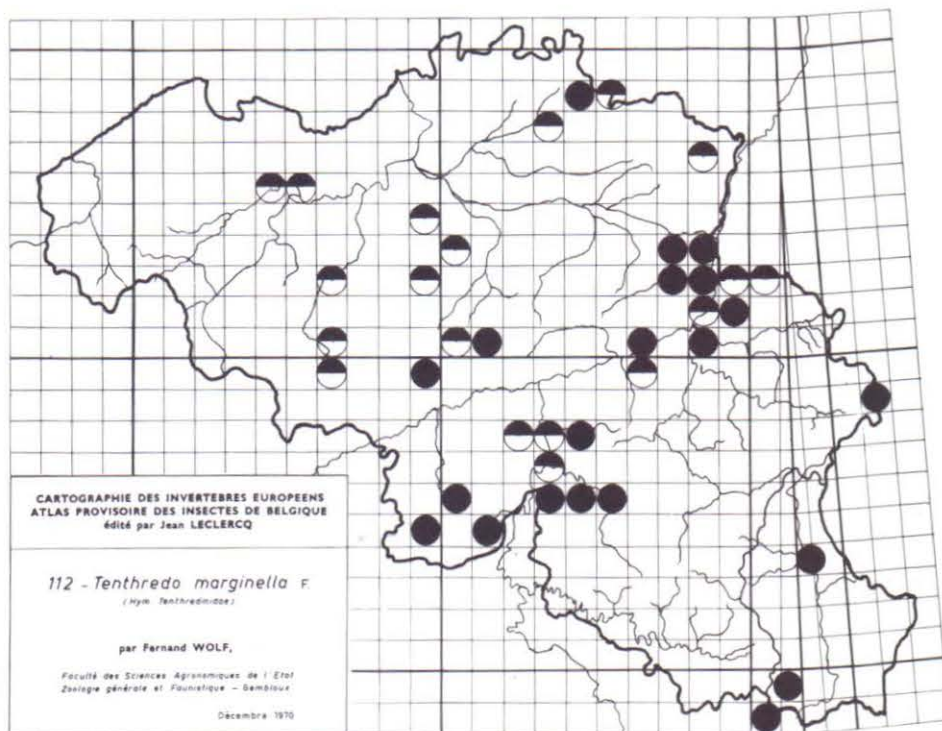 CARTOGRAPHIE DES INVERTEBRES EUROPEENS
ATLAS PROVISOIRE DES INSECTES DE BELGIQUE
édité par Jean LECLERCQ
112 - Tenthredo marginella F.
(Hym. Tenthredinidae)
par Fernand WOLF,
Faculté des Sciences Agronomiques de l'Etat
Zoologie générale et Faunistique - Gembloux
Décembre 1970